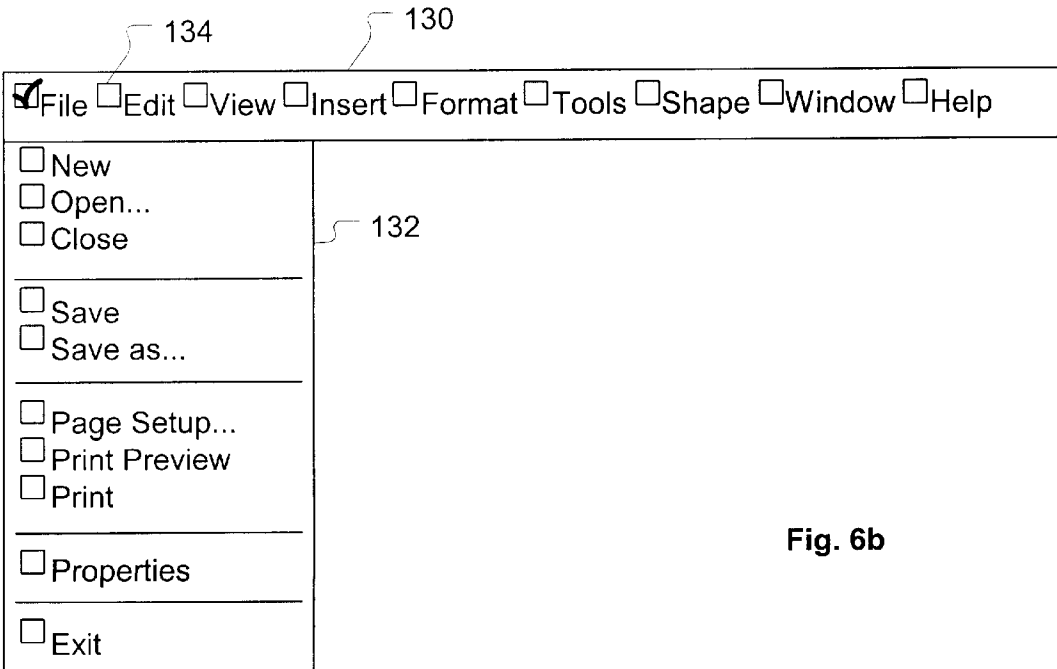 134
130
File Edit View Insert Format Tools Shape Window Help
New
Open...
Close
132
Save
Save as...
Page Setup...
Print Preview
Print
Properties
Exit
Fig. 6b